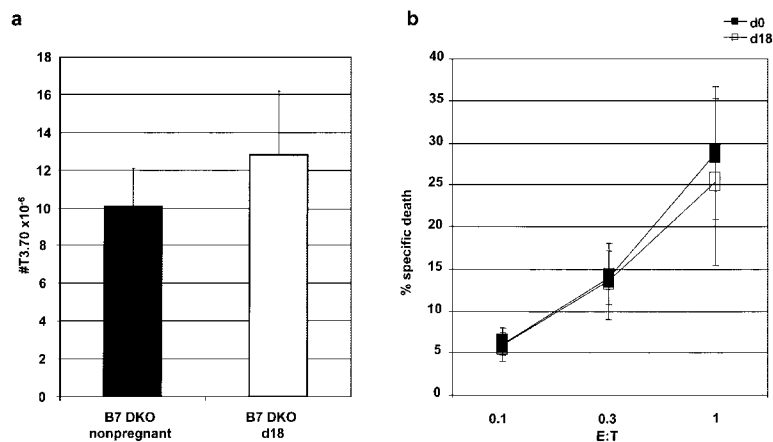 a
#T3.70 x10⁻⁶
18
16
14
12
10
8
6
4
2
0
B7 DKO
nonpregnant
B7 DKO
d18
b
d0
d18
% specific death
40
35
30
25
20
15
10
5
0
0.1
0.3
1
E:T